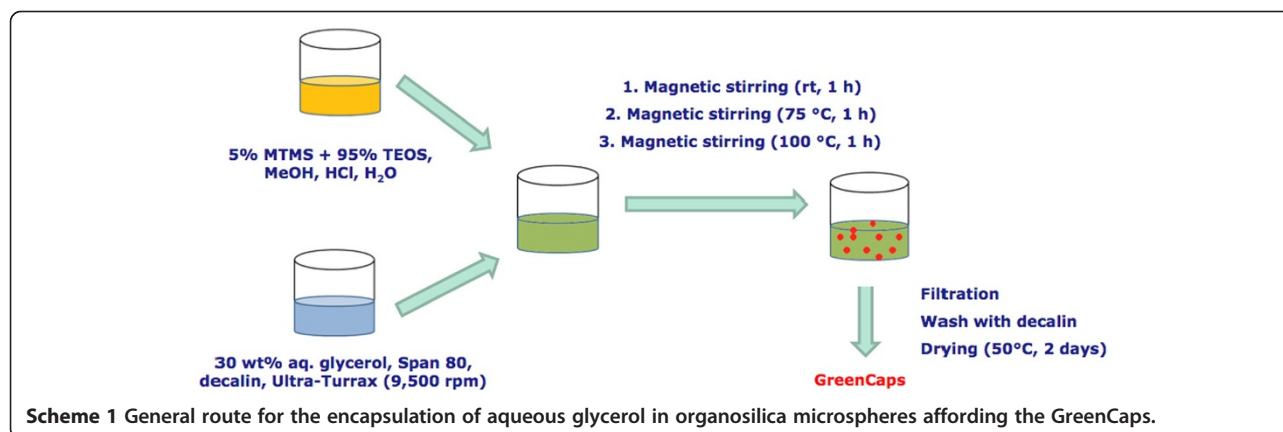 5% MTMS + 95% TEOS,
MeOH, HCl, H₂O
30 wt% aq. glycerol, Span 80,
decalin, Ultra-Turrax (9,500 rpm)
1. Magnetic stirring (rt, 1 h)
2. Magnetic stirring (75 °C, 1 h)
3. Magnetic stirring (100 °C, 1 h)
Filtration
Wash with decalin
Drying (50°C, 2 days)
GreenCaps
Scheme 1 General route for the encapsulation of aqueous glycerol in organosilica microspheres affording the GreenCaps.